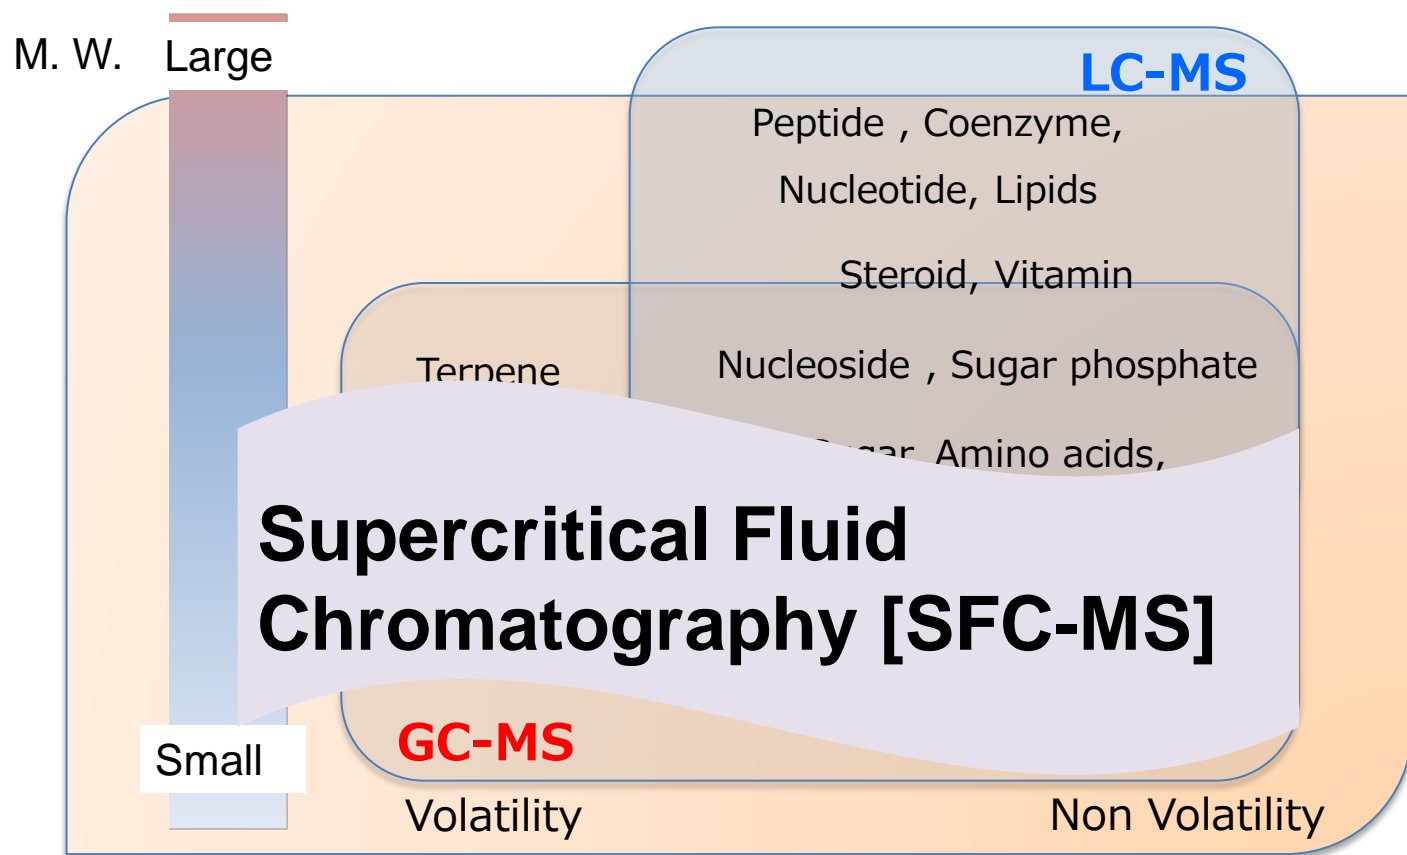 M. W.
Large
LC-MS
Peptide , Coenzyme,
Nucleotide, Lipids
Steroid, Vitamin
Terpene
Nucleoside , Sugar phosphate
Sugar, Amino acids,
Supercritical Fluid
Chromatography [SFC-MS]
GC-MS
Small
Volatility
Non Volatility